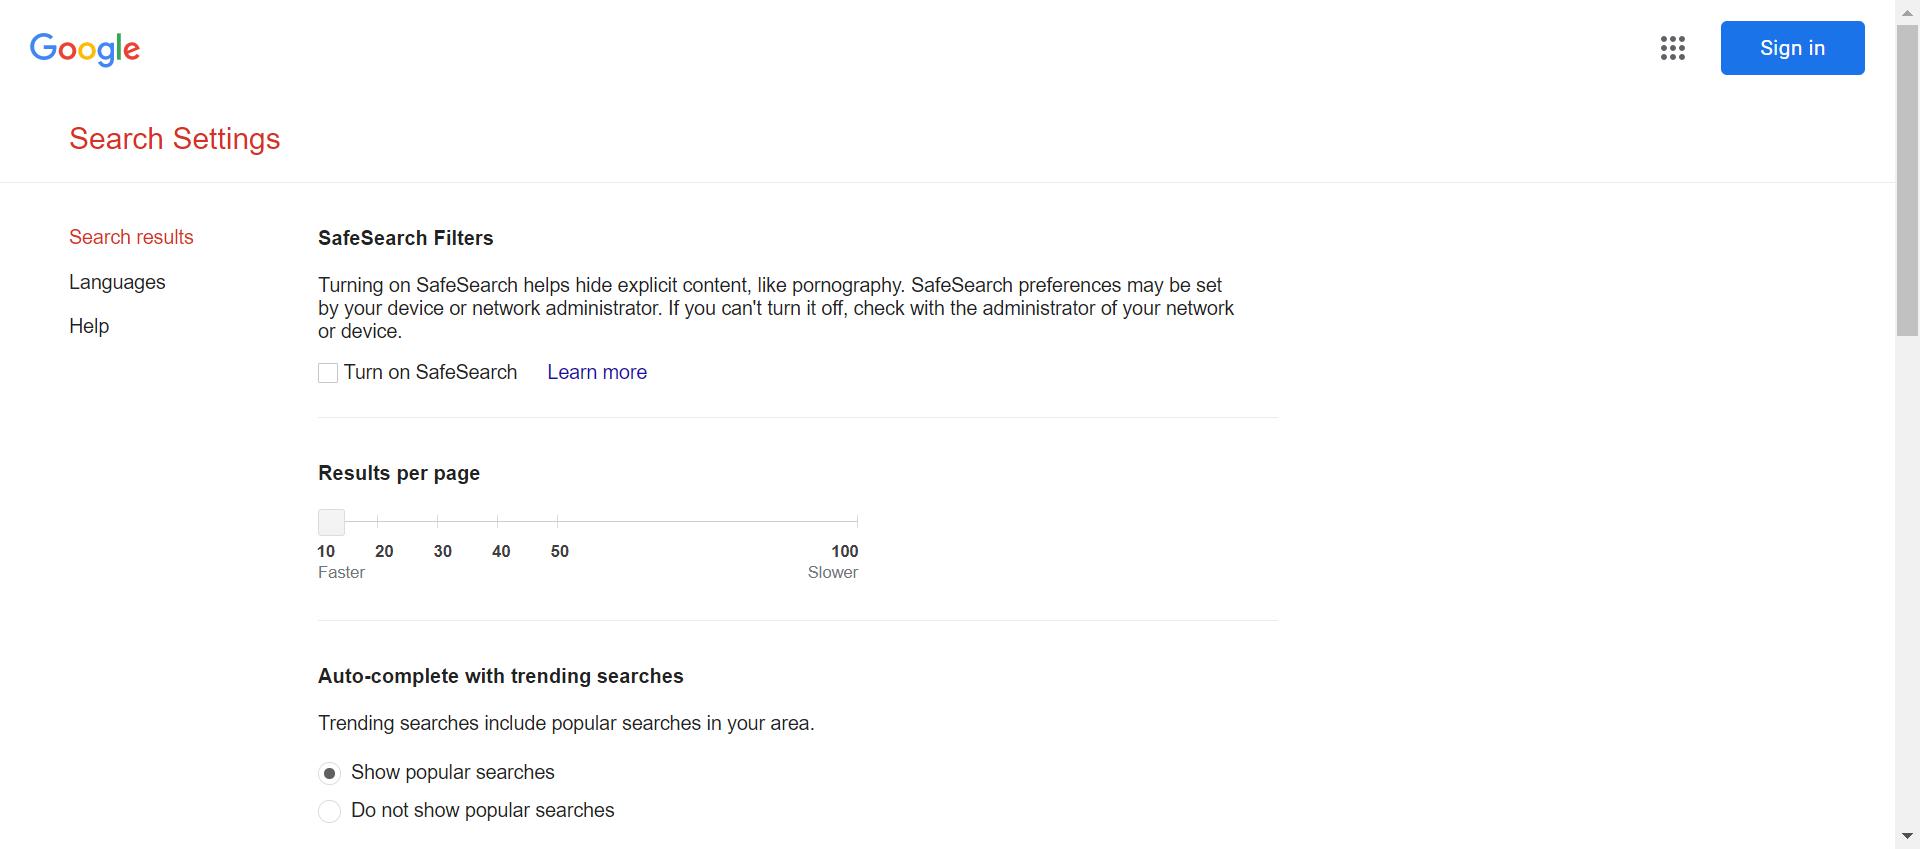 Google
Sign in
Search Settings
Search results
Languages
Help
SafeSearch Filters
Turning on SafeSearch helps hide explicit content, like pornography. SafeSearch preferences may be set
by your device or network administrator. If you can't turn it off, check with the administrator of your network
or device.
Turn on SafeSearch Learn more
Results per page
10 20 30 40 50 100
Faster Slower
Auto-complete with trending searches
Trending searches include popular searches in your area.
Show popular searches
Do not show popular searches